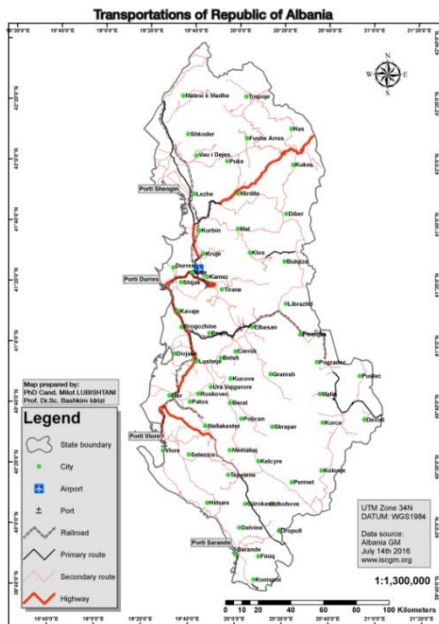 Transportations of Republic of Albania
Malesi e Madhe
Tropoje
Shkoder
Has
Fushe Arres
Vau i Dejes
Puke
Kukes
Porti Shengjin
Lezhe
Mirdite
Diber
Kurbin
Mat
Kruje
Klos
Bulqize
Durres
Kamez
Porti Durres
Shijak
Tirane
Kavaje
Librazhd
Rrogozhine
Elbasan
Divjake
Cerrik
Lushnje
Belsh
Pogradec
Kucove
Gramsh
Pustec
Ura Vajgurore
Fier
Roskovec
Maliq
Patos
Berat
Mallakaster
Polican
Skrapar
Korce
Devoll
Porti Vlore
Vlore
Selenice
Memaliaj
Kelcyre
Kolonje
Tepelene
Permet
Himare
Delvine
Dropull
Porti Sarande
Sarande
Finiq
Konispol
Map prepared by:
PhD Cand. Milot LUBISHTANI
Prof. Dr.Sc. Bashkim Idrizi
Legend
State boundary
City
Airport
Port
Railroad
Primary route
Secondary route
Highway
UTM Zone 34N
DATUM: WGS1984
Data source:
Albania GM
July 14th 2016
www.iscgm.org
1:1,300,000
0 5 10 20 40 60 80 100 Kilometers